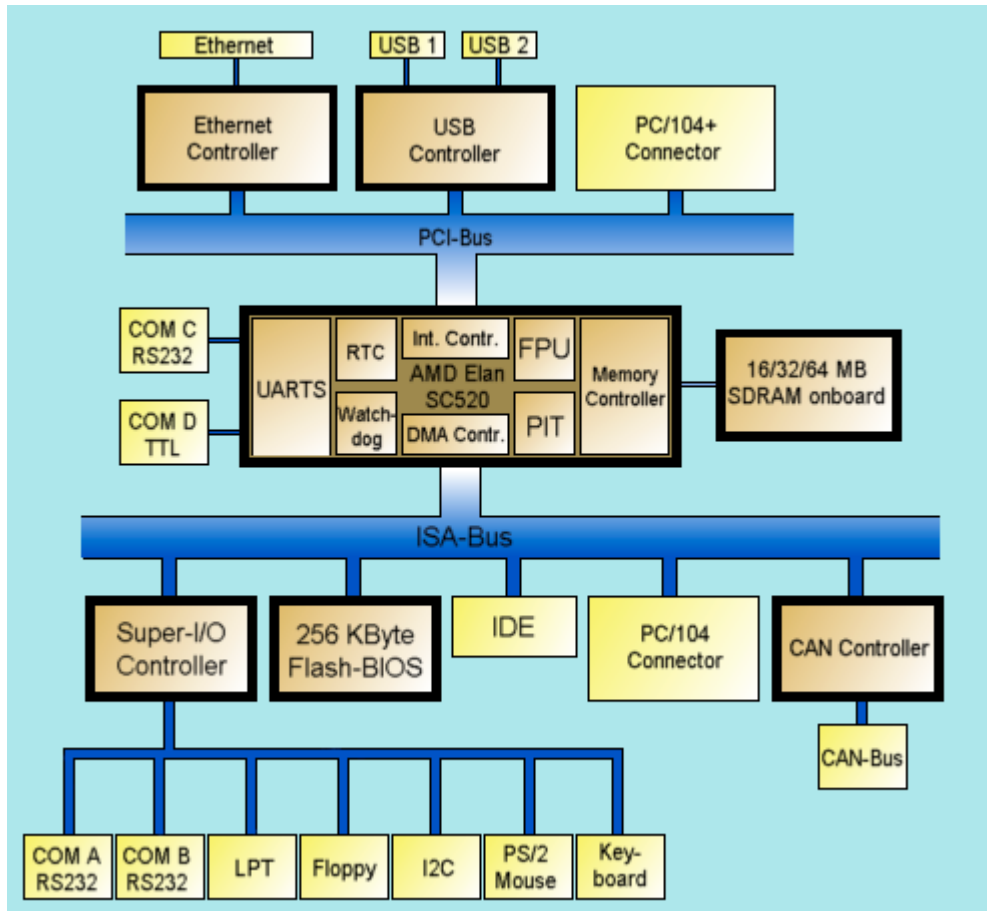 Ethernet
USB 1
USB 2
Ethernet
Controller
USB
Controller
PC/104+
Connector
PCI-Bus
COM C
RS232
COM D
TTL
UARTS
RTC
Watch-
dog
Int. Contr.
AMD Elan
SC520
DMA Contr.
FPU
PIT
Memory
Controller
16/32/64 MB
SDRAM onboard
ISA-Bus
Super-I/O
Controller
256 KByte
Flash-BIOS
IDE
PC/104
Connector
CAN Controller
CAN-Bus
COM A
RS232
COM B
RS232
LPT
Floppy
I2C
PS/2
Mouse
Key-
board